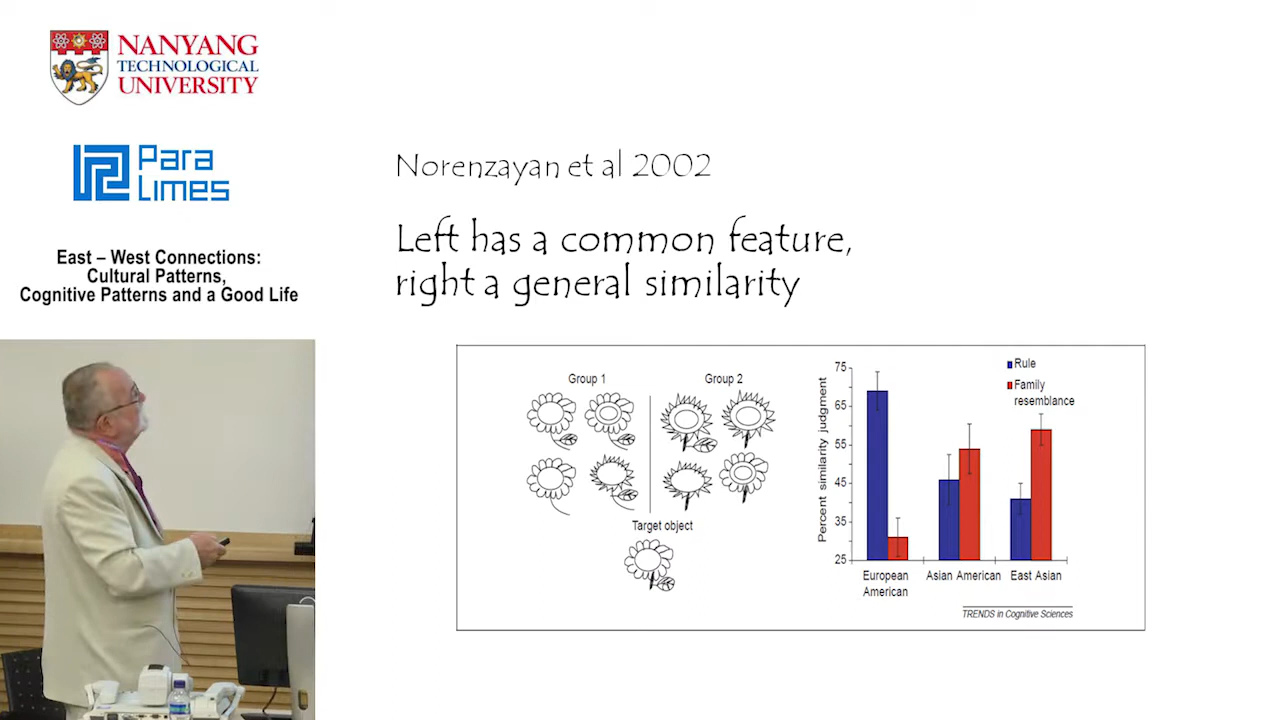 NANYANG
TECHNOLOGICAL
UNIVERSITY
Para
Limes
East – West Connections:
Cultural Patterns,
Cognitive Patterns and a Good Life
Norenzayan et al 2002
Left has a common feature,
right a general similarity
Group 1
Group 2
Target object
Percent similarity judgment
75
65
55
45
35
25
Rule
Family
resemblance
European
American
Asian American
East Asian
TRENDS in Cognitive Sciences